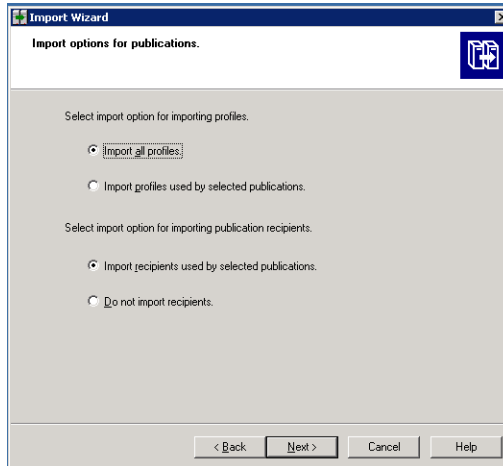 Import Wizard
Import options for publications.
Select import option for importing profiles.
Import all profiles.
Import profiles used by selected publications.
Select import option for importing publication recipients.
Import recipients used by selected publications.
Do not import recipients.
< Back Next > Cancel Help